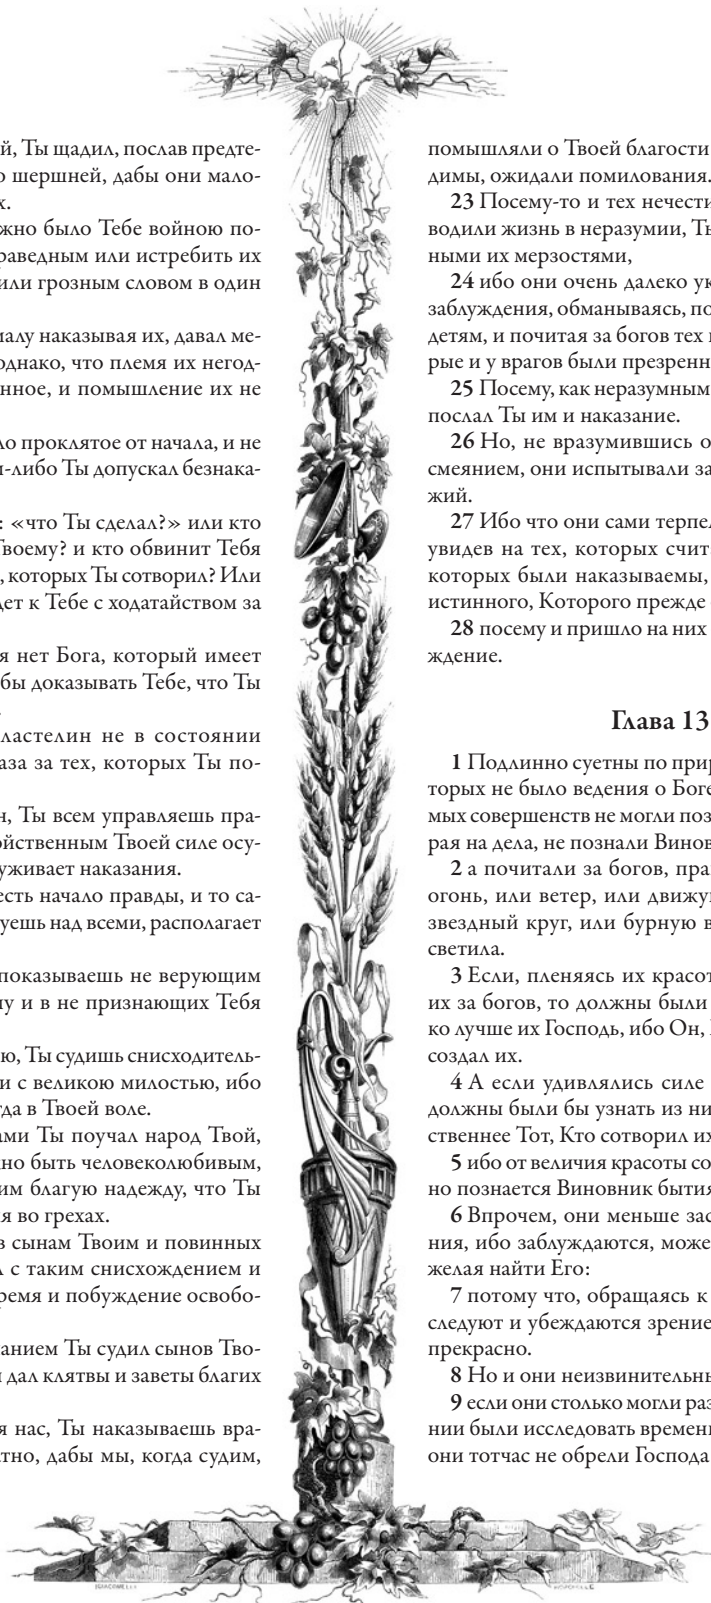 й, Ты щадил, послав предте-
о шершней, дабы они мало-
х.
жно было Тебе войною по-
раведным или истребить их
или грозным словом в один
малу наказывая их, давал ме-
однако, что племя их негод-
нное, и помышление их не
ло проклятое от начала, и не
и-либо Ты допускал безнака-
: «что Ты сделал?» или кто
Твоему? и кто обвинит Тебя
, которых Ты сотворил? Или
дет к Тебе с ходатайством за
я нет Бога, который имеет
бы доказывать Тебе, что Ты
.
ластелин не в состоянии
аза за тех, которых Ты по-
н, Ты всем управляешь пра-
ойственным Твоей силе осу-
уживает наказания.
есть начало правды, и то са-
уешь над всеми, располагает
показываешь не верующим
му и в не признающих Тебя
ю, Ты судишь снисходитель-
и с великою милостью, ибо
гда в Твоей воле.
ами Ты поучал народ Твой,
но быть человеколюбивым,
им благую надежду, что Ты
я во грехах.
в сынам Твоим и повинных
л с таким снисхождением и
ремя и побуждение освобо-
анием Ты судил сынов Тво-
ы дал клятвы и заветы благих
я нас, Ты наказываешь вра-
атно, дабы мы, когда судим,
помышляли о Твоей благости
димы, ожидали помилования.
23 Посему-то и тех нечести
водили жизнь в неразумии, Ты
ными их мерзостями,
24 ибо они очень далеко ук
заблуждения, обманываясь, по
детям, и почитая за богов тех
рые и у врагов были презренн
25 Посему, как неразумным
послал Ты им и наказание.
26 Но, не вразумившись о
смеянием, они испытывали за
жий.
27 Ибо что они сами терпел
увидев на тех, которых счит
которых были наказываемы,
истинного, Которого прежде
28 посему и пришло на них
ждение.
Глава 13
1 Подлинно суетны по прир
торых не было ведения о Боге
мых совершенств не могли поз
рая на дела, не познали Винов
2 а почитали за богов, пра
огонь, или ветер, или движу
звездный круг, или бурную в
светила.
3 Если, пленяясь их красот
их за богов, то должны были
ко лучше их Господь, ибо Он,
создал их.
4 А если удивлялись силе
должны были бы узнать из ни
ственнее Тот, Кто сотворил их
5 ибо от величия красоты со
но познается Виновник бытия
6 Впрочем, они меньше зас
ния, ибо заблуждаются, може
желая найти Его:
7 потому что, обращаясь к
следуют и убеждаются зрение
прекрасно.
8 Но и они неизвинительны
9 если они столько могли раз
нии были исследовать времени
они тотчас не обрели Господа